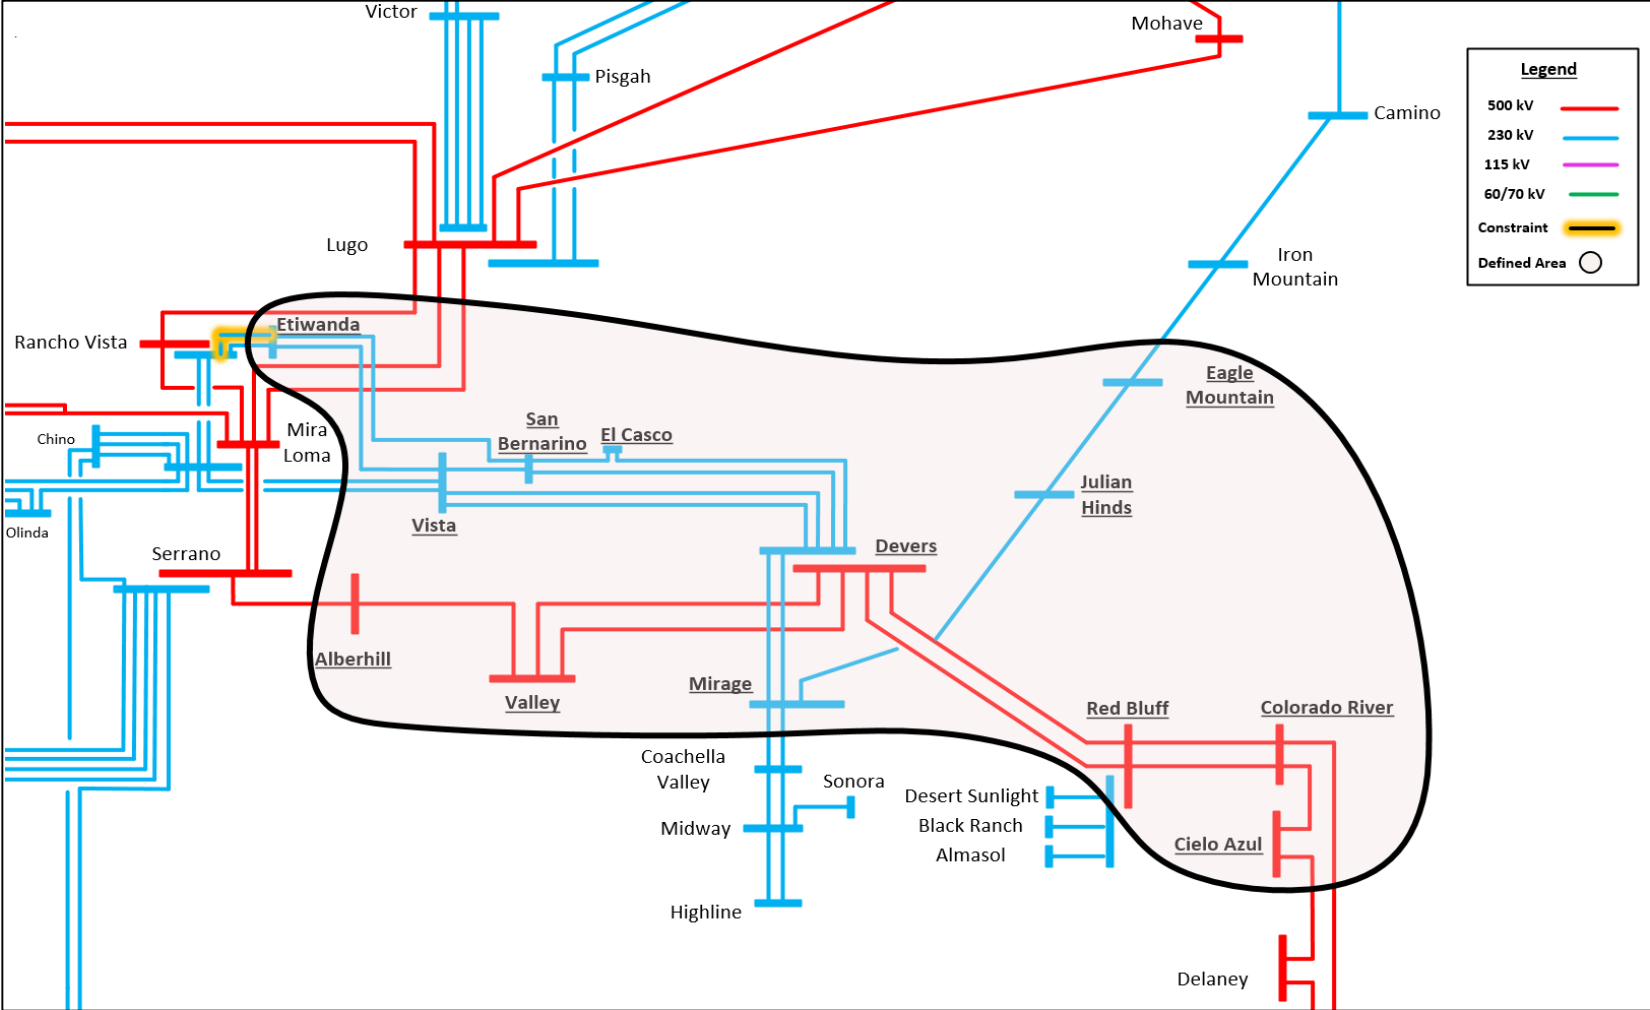 Victor
Mohave
Pisgah
Camino
Lugo
Iron
Mountain
Rancho Vista
Etiwanda
Eagle
Mountain
Chino
Mira
Loma
San
Bernarino
El Casco
Julian
Hinds
Olinda
Vista
Serrano
Devers
Alberhill
Valley
Mirage
Red Bluff
Colorado River
Coachella
Valley
Sonora
Midway
Desert Sunlight
Black Ranch
Almasol
Cielo Azul
Highline
Delaney
Legend
500 kV
230 kV
115 kV
60/70 kV
Constraint
Defined Area